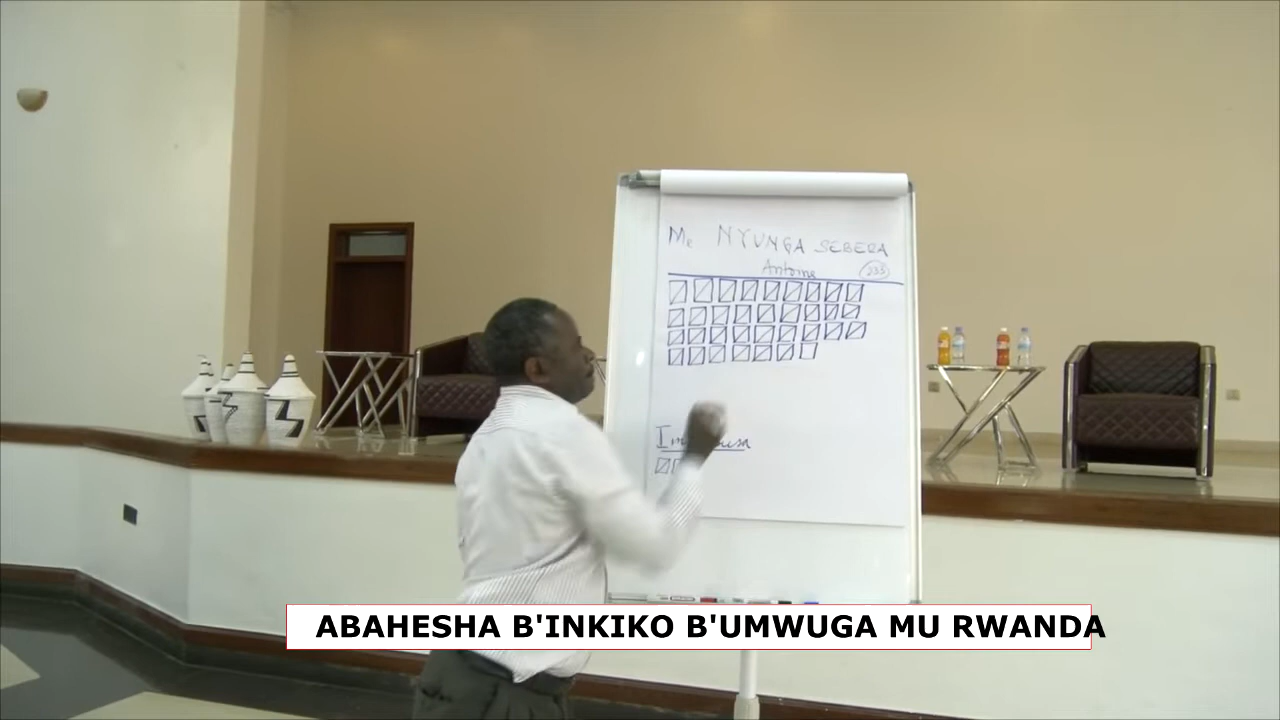 Me NYUNGA SEBERA
Antoine
233
ABAHESHA B'INKIKO B'UMWUGA MU RWANDA